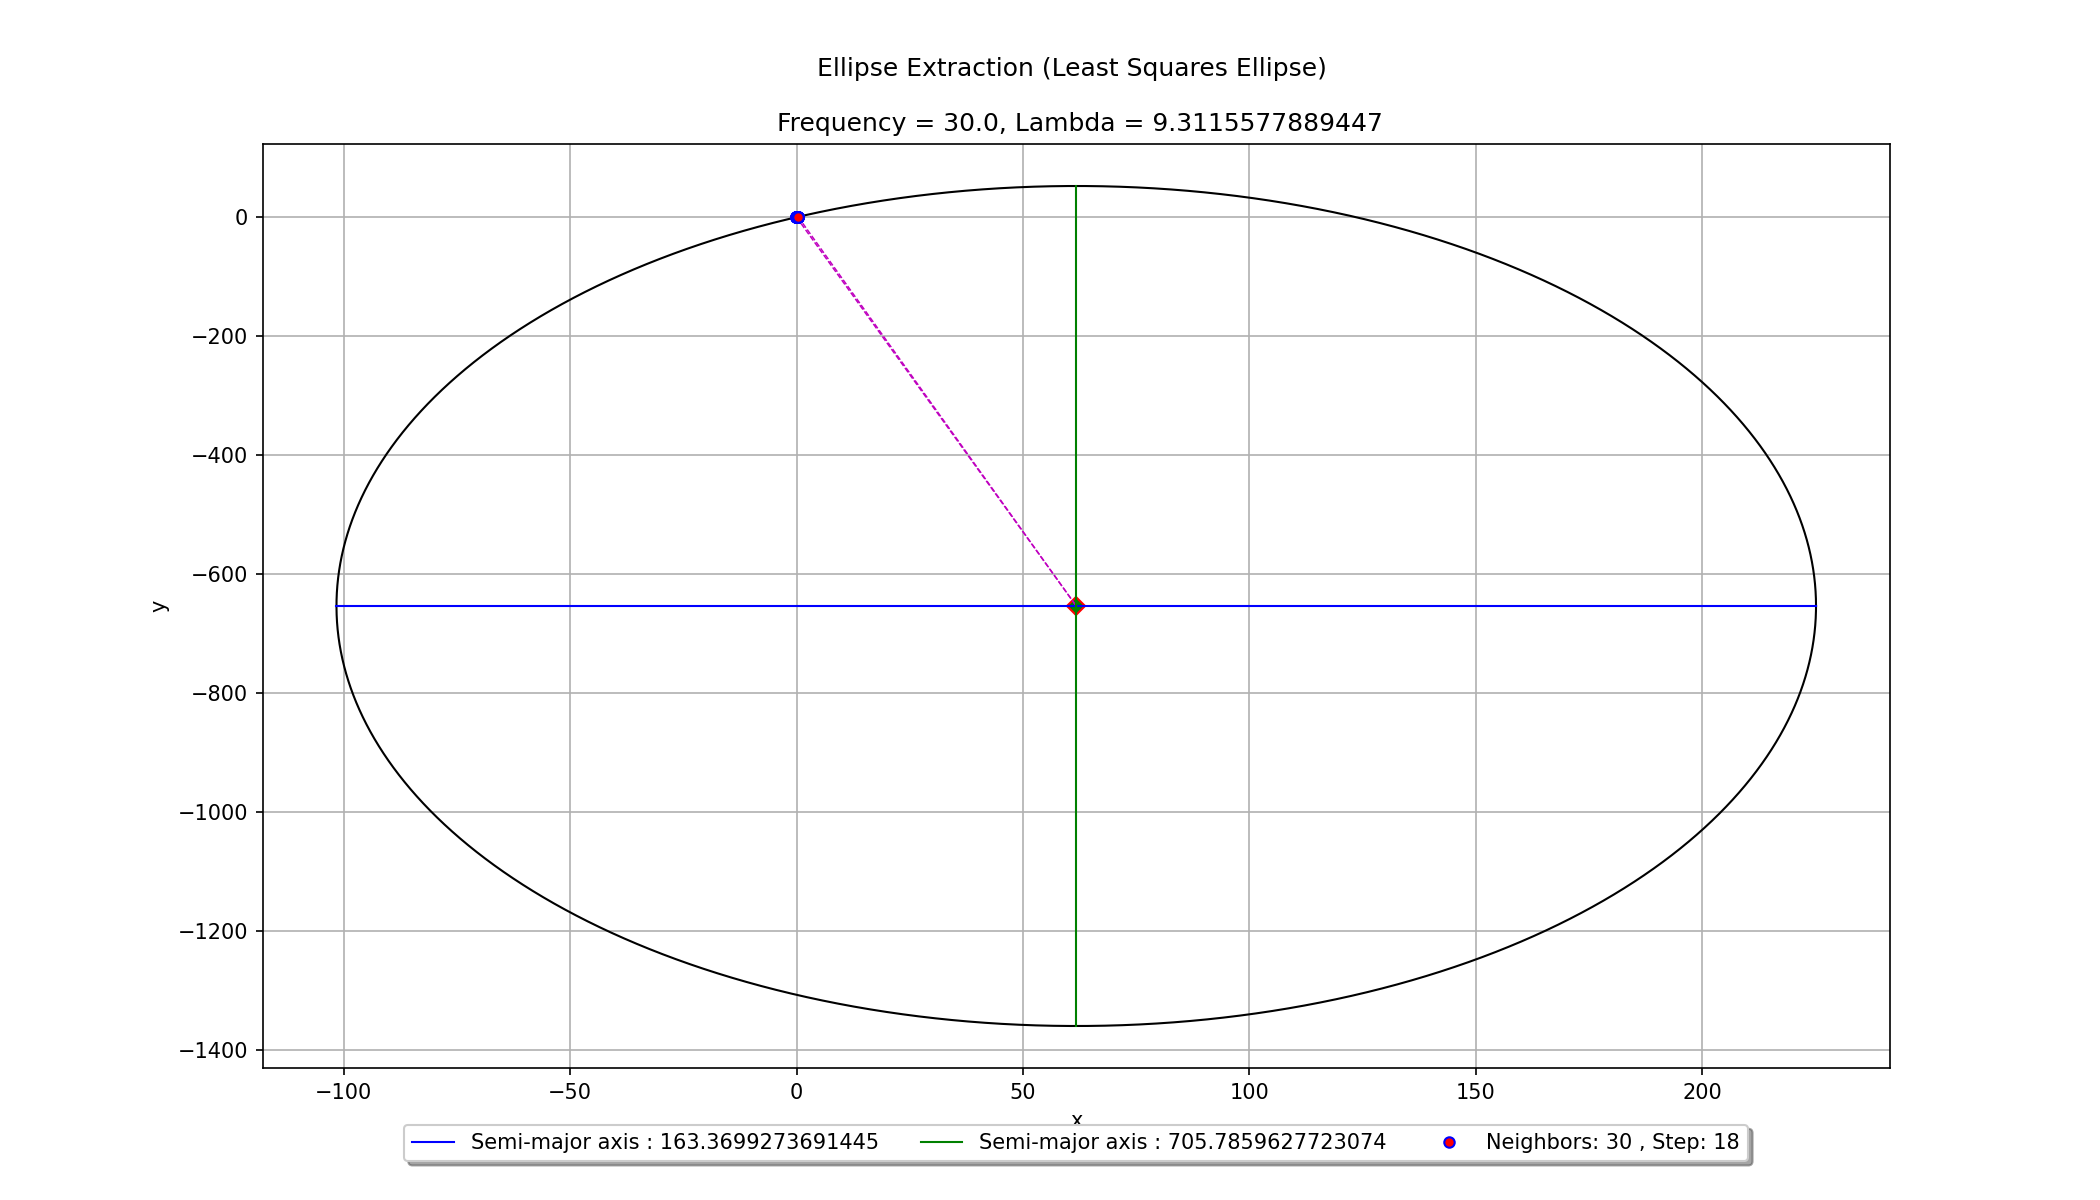 Ellipse Extraction (Least Squares Ellipse)
Frequency = 30.0, Lambda = 9.3115577889447
0
−200
−400
−600
−800
−1000
−1200
−1400
y
−100 −50 0 50 100 150 200
x
Semi-major axis : 163.3699273691445 Semi-major axis : 705.7859627723074 Neighbors: 30 , Step: 18